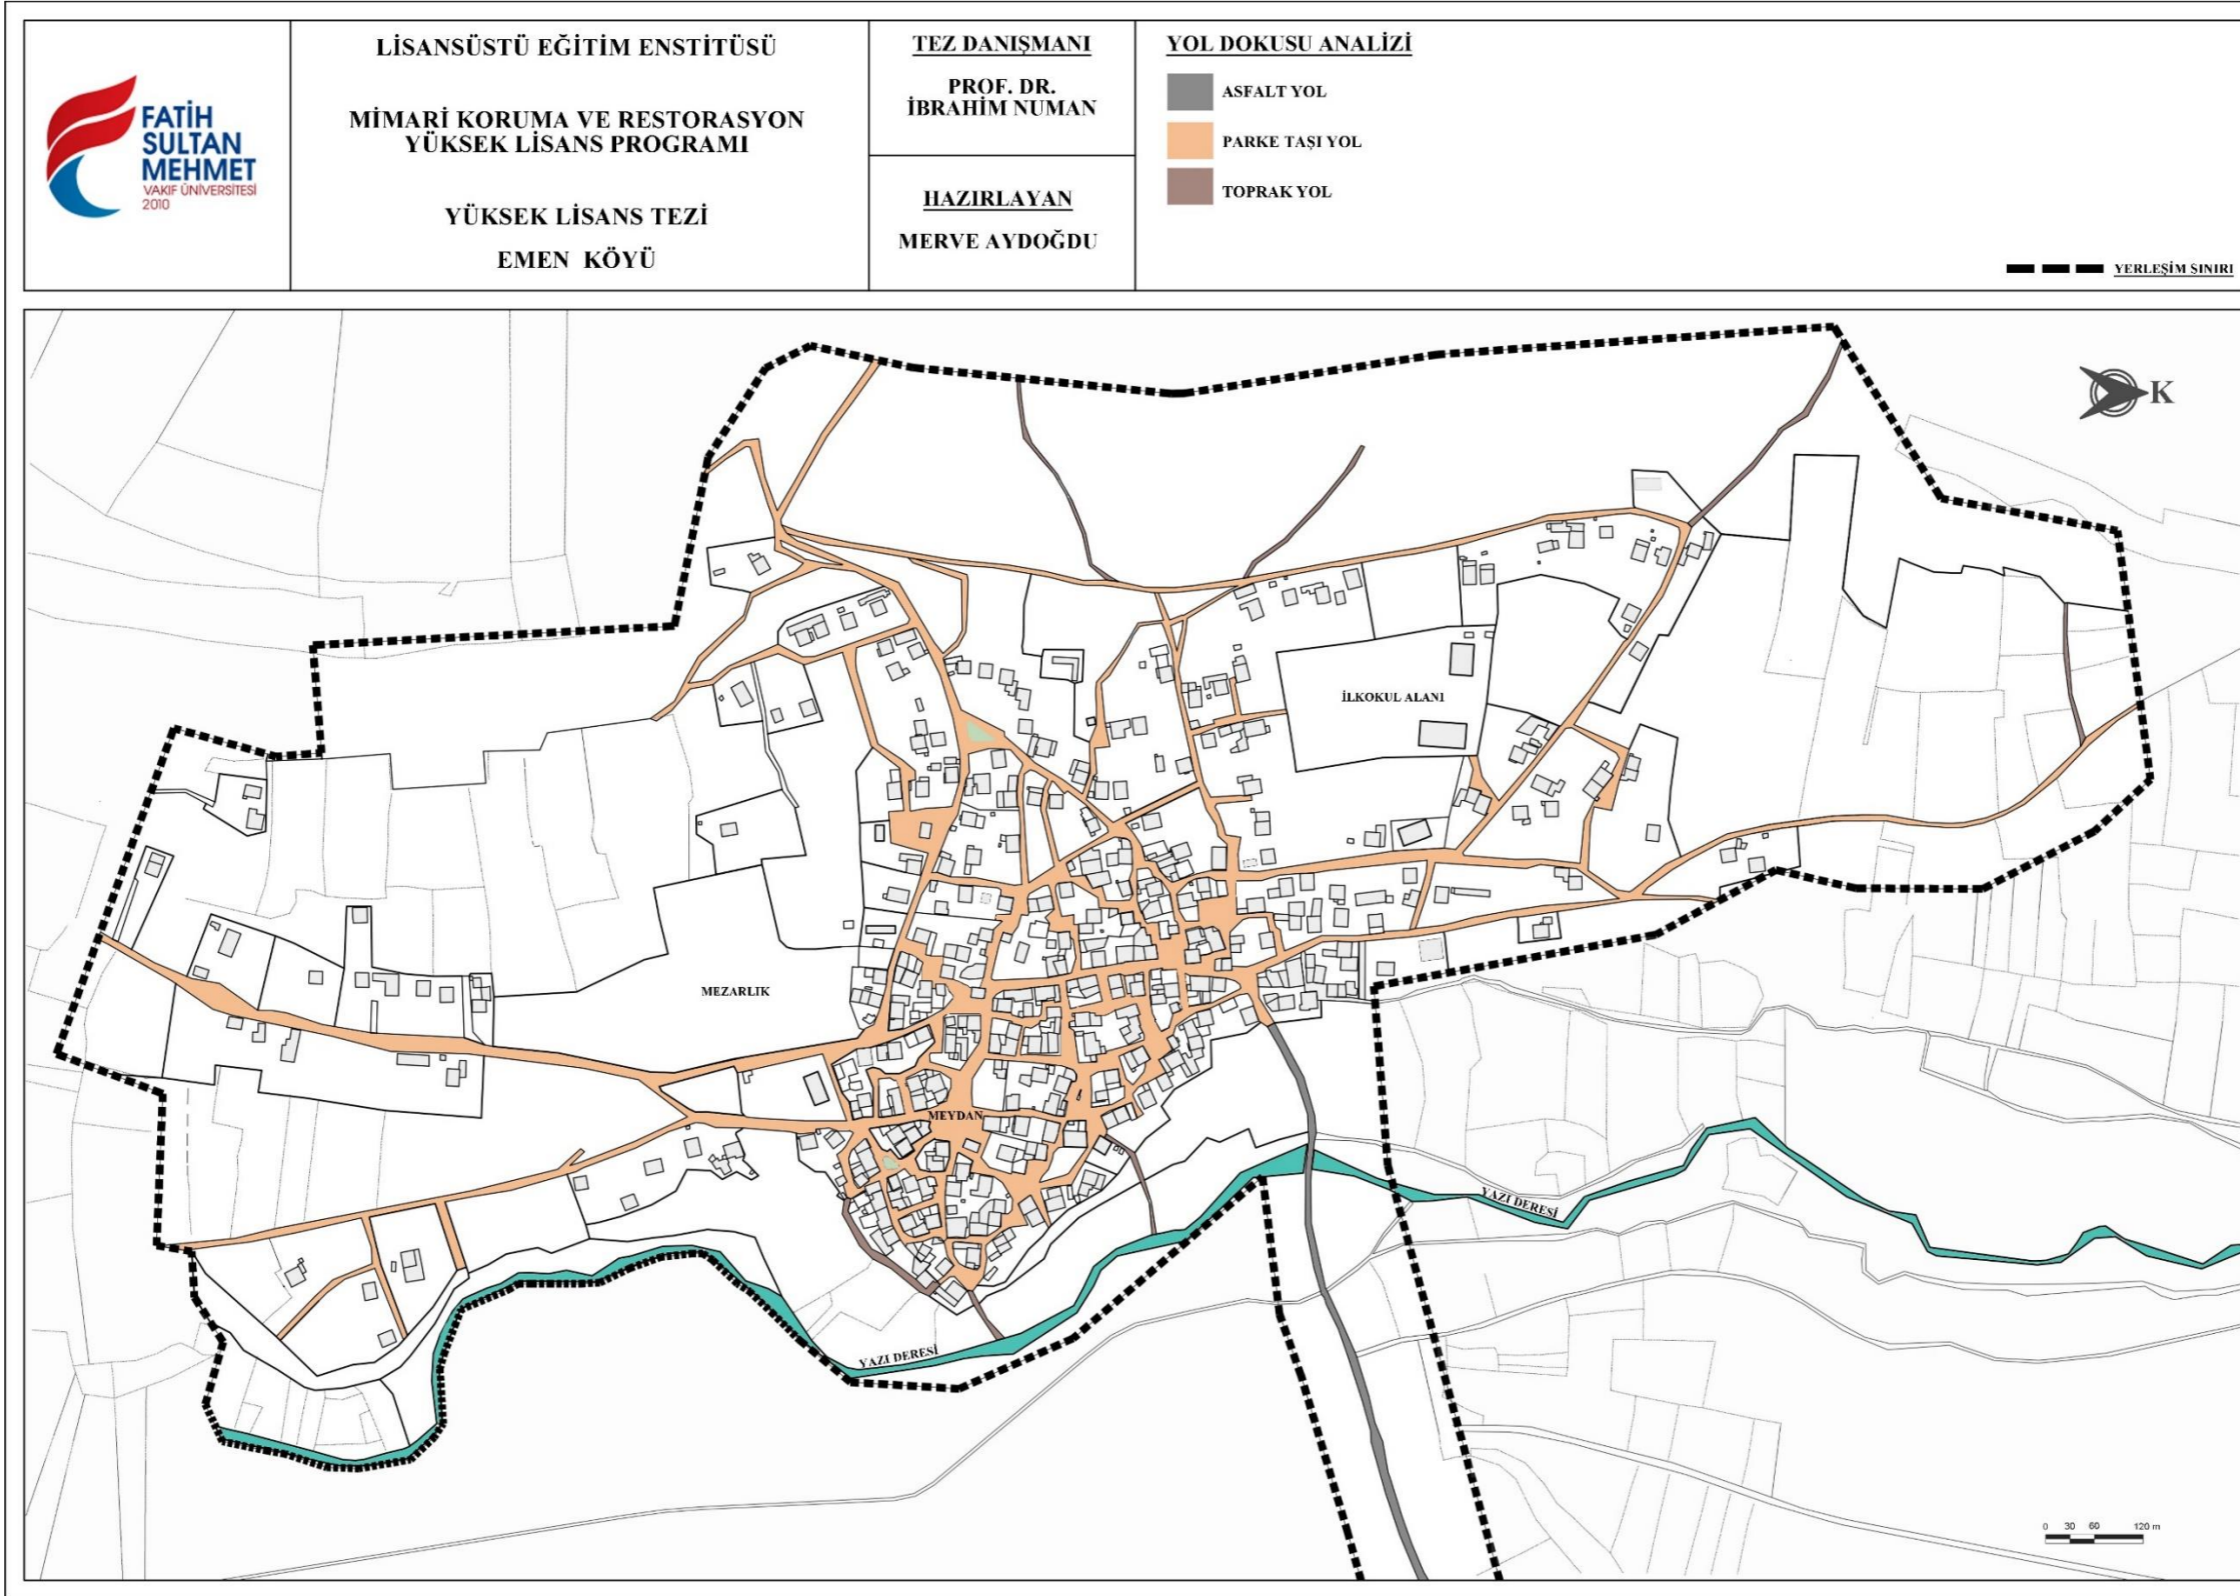 FATİH
SULTAN
MEHMET
VAKIF ÜNİVERSİTESİ
2010
LİSANSÜSTÜ EĞİTİM ENSTİTÜSÜ
MİMARİ KORUMA VE RESTORASYON
YÜKSEK LİSANS PROGRAMI
YÜKSEK LİSANS TEZİ
EMEN KÖYÜ
TEZ DANIŞMANI
PROF. DR.
İBRAHİM NUMAN
HAZIRLAYAN
MERVE AYDOĞDU
YOL DOKUSU ANALİZİ
ASFALT YOL
PARKE TAŞI YOL
TOPRAK YOL
YERLEŞİM SINIRI
K
İLKOKUL ALANI
MEZARLIK
MEYDAN
YAZI DERESİ
YAZI DERESİ
0 30 60 120 m